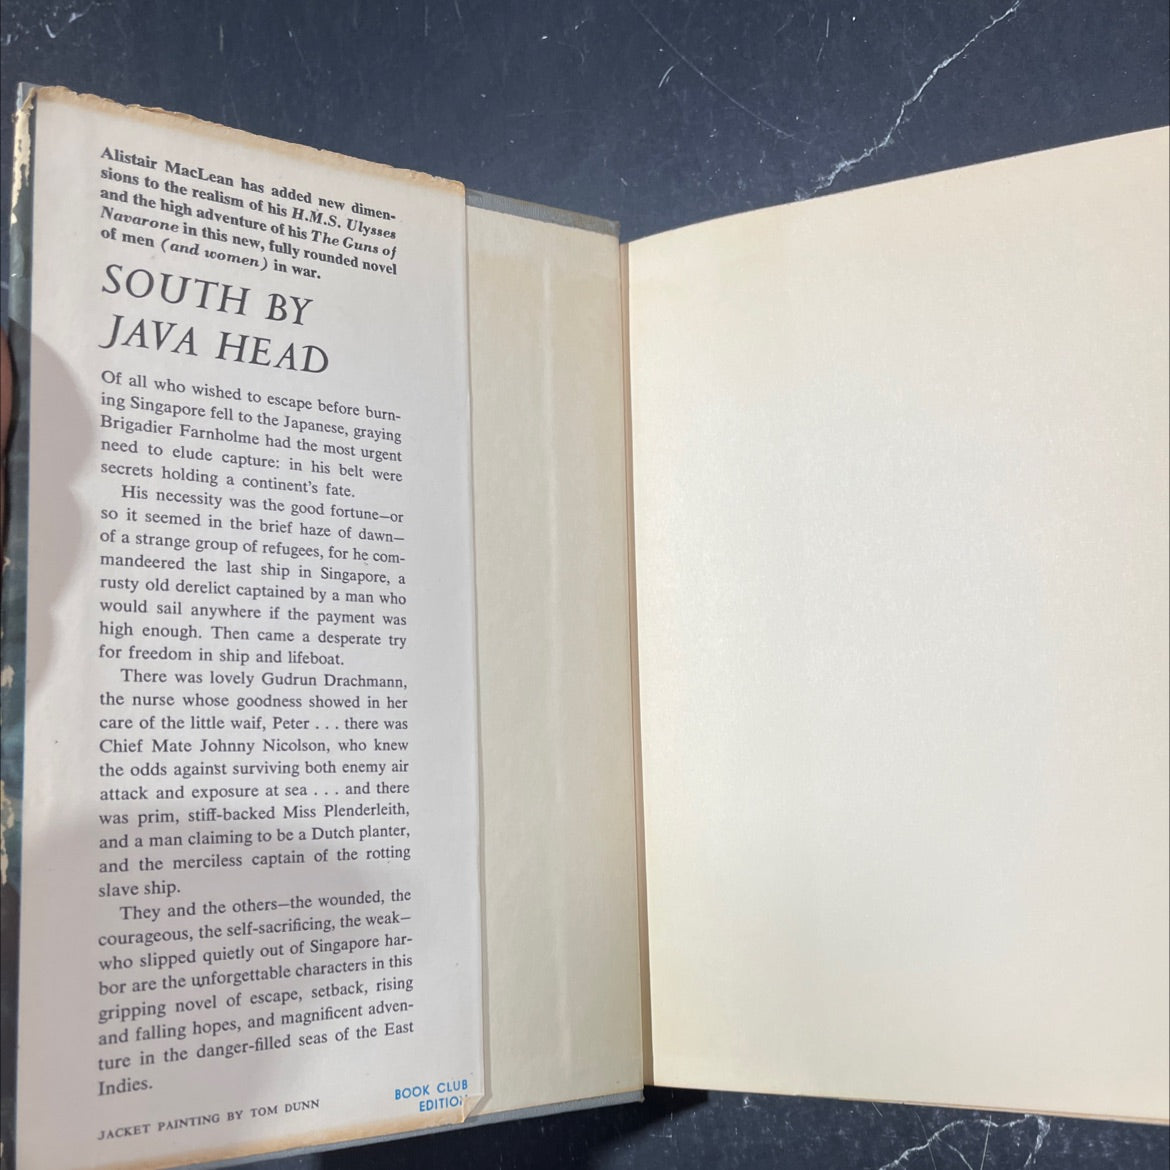 Alistair MacLean has added new dimen-
sions to the realism of his H.M.S. Ulysses
and the high adventure of his The Guns of
Navarone in this new, fully rounded novel
of men (and women) in war.
SOUTH BY
JAVA HEAD
Of all who wished to escape before burn-
ing Singapore fell to the Japanese, graying
Brigadier Farnholme had the most urgent
need to elude capture: in his belt were
secrets holding a continent's fate.
His necessity was the good fortune—or
so it seemed in the brief haze of dawn—
of a strange group of refugees, for he com-
mandeered the last ship in Singapore, a
rusty old derelict captained by a man who
would sail anywhere if the payment was
high enough. Then came a desperate try
for freedom in ship and lifeboat.
There was lovely Gudrun Drachmann,
the nurse whose goodness showed in her
care of the little waif, Peter . . . there was
Chief Mate Johnny Nicolson, who knew
the odds against surviving both enemy air
attack and exposure at sea . . . and there
was prim, stiff-backed Miss Plenderleith,
and a man claiming to be a Dutch planter,
and the merciless captain of the rotting
slave ship.
They and the others—the wounded, the
courageous, the self-sacrificing, the weak—
who slipped quietly out of Singapore har-
bor are the unforgettable characters in this
gripping novel of escape, setback, rising
and falling hopes, and magnificent adven-
ture in the danger-filled seas of the East
Indies.
JACKET PAINTING BY TOM DUNN
BOOK CLUB
EDITION